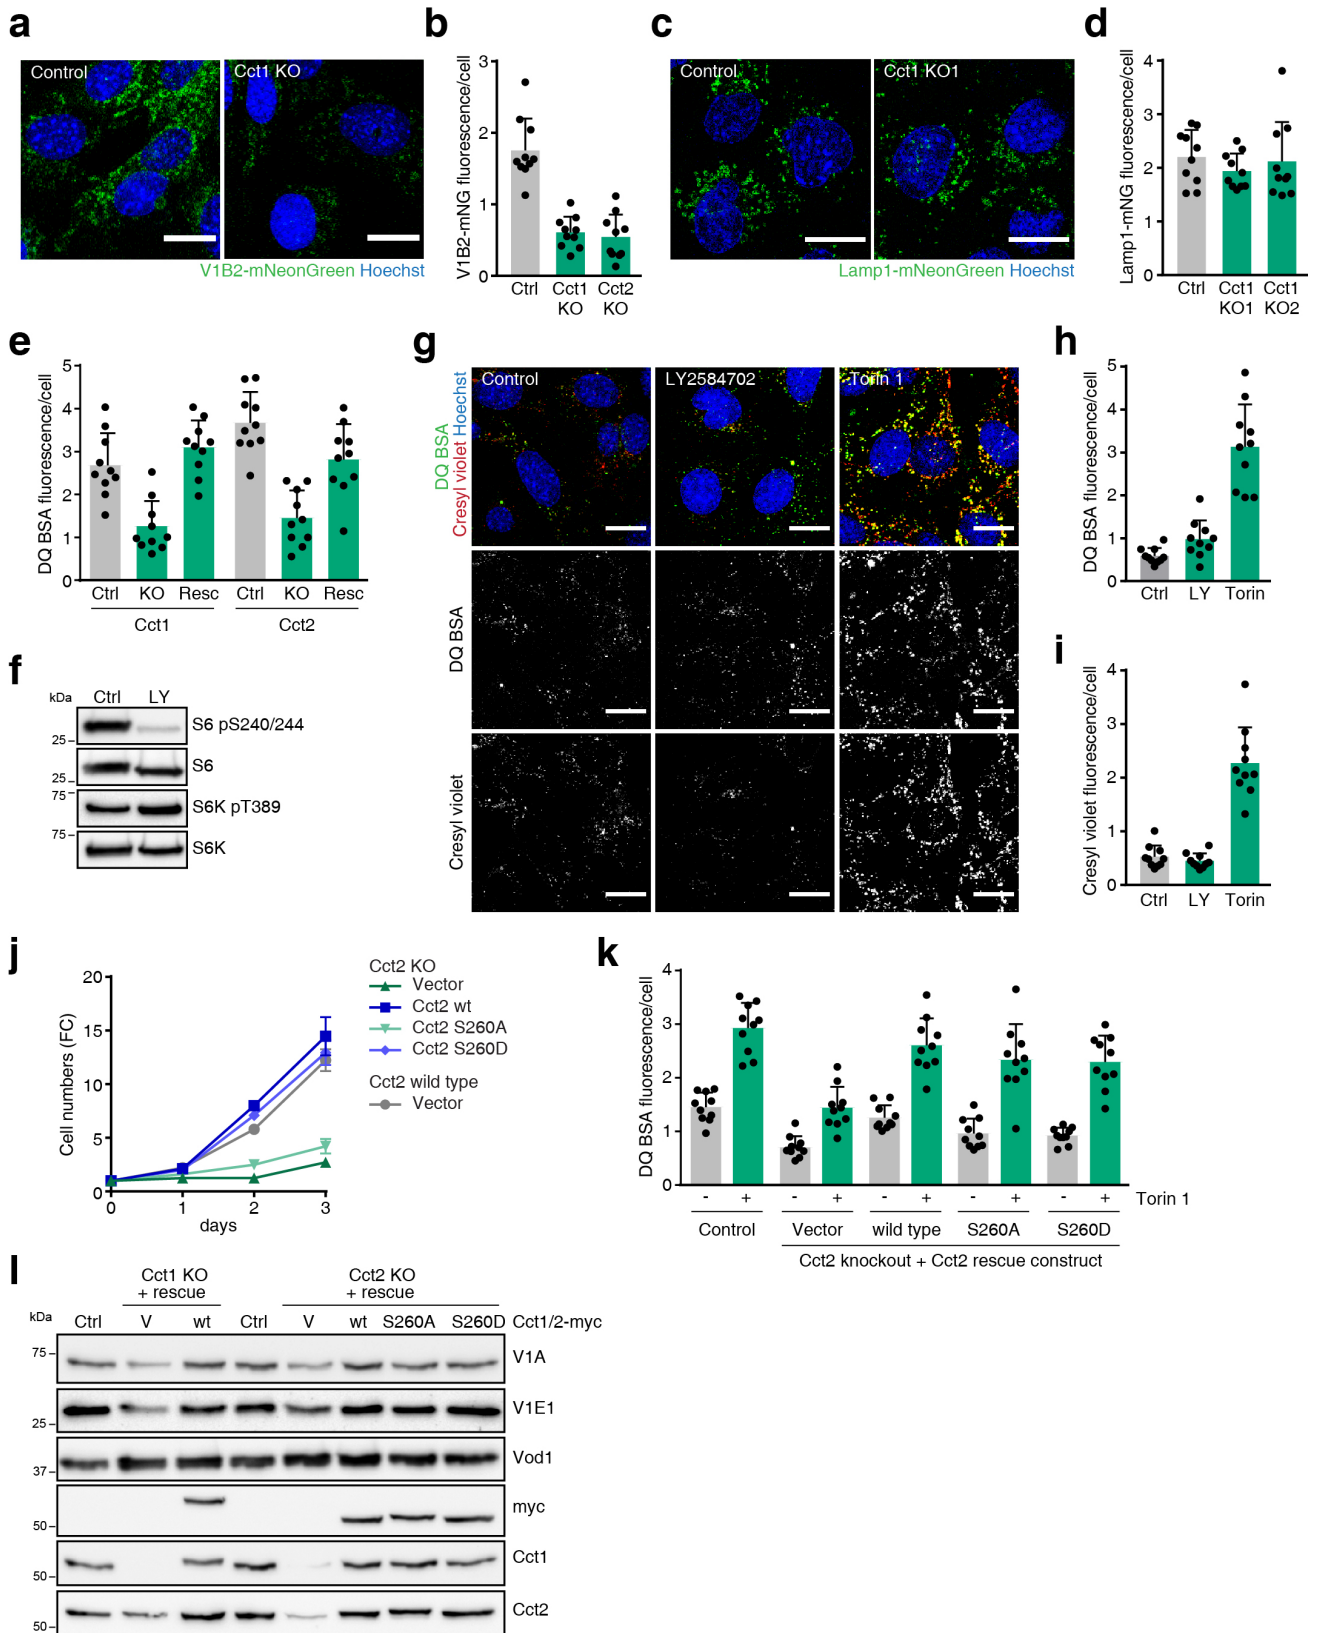 a
Control
Cct1 KO
V1B2-mNeonGreen Hoechst
b
V1B2-mNG fluorescence/cell
3
2
1
0
Ctrl
Cct1
KO
Cct2
KO
c
Control
Cct1 KO1
Lamp1-mNeonGreen Hoechst
d
Lamp1-mNG fluorescence/cell
4
3
2
1
0
Ctrl
Cct1
KO1
Cct1
KO2
e
DQ BSA fluorescence/cell
5
4
3
2
1
0
Ctrl KO Resc Ctrl KO Resc
Cct1 Cct2
f
kDa Ctrl LY
S6 pS240/244
25
S6
25
75
S6K pT389
75
S6K
g
DQ BSA
Cresyl violet Hoechst
Control
LY2584702
Torin 1
DQ BSA
Cresyl violet
h
DQ BSA fluorescence/cell
5
4
3
2
1
0
Ctrl LY Torin
i
Cresyl violet fluorescence/cell
4
3
2
1
0
Ctrl LY Torin
j
Cell numbers (FC)
20
15
10
5
0
0 1 2 3
days
Cct2 KO
Vector
Cct2 wt
Cct2 S260A
Cct2 S260D
Cct2 wild type
Vector
k
DQ BSA fluorescence/cell
4
3
2
1
0
- + - + - + - + - + Torin 1
Control Vector wild type S260A S260D
Cct2 knockout + Cct2 rescue construct
l
Cct1 KO
+ rescue
Cct2 KO
+ rescue
kDa Ctrl V wt Ctrl V wt S260A S260D Cct1/2-myc
75
V1A
V1E1
25
Vod1
37
myc
50
Cct1
50
Cct2
50